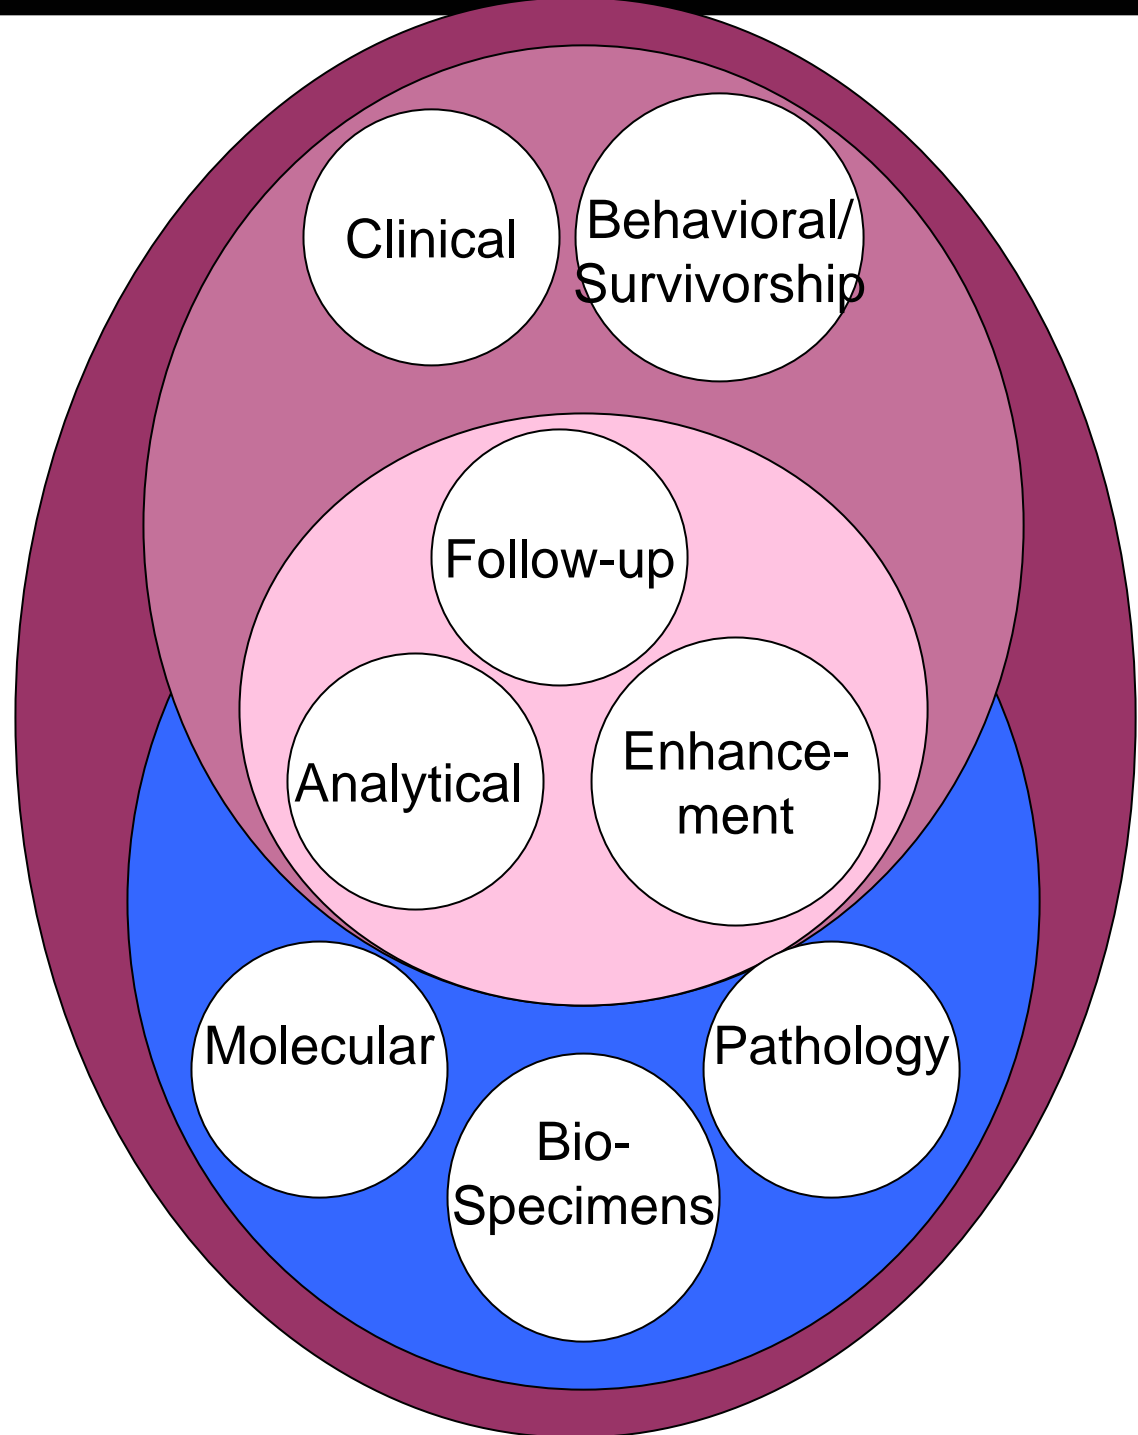 Clinical
Behavioral/
Survivorship
Follow-up
Analytical
Enhance-
ment
Molecular
Bio-
Specimens
Pathology